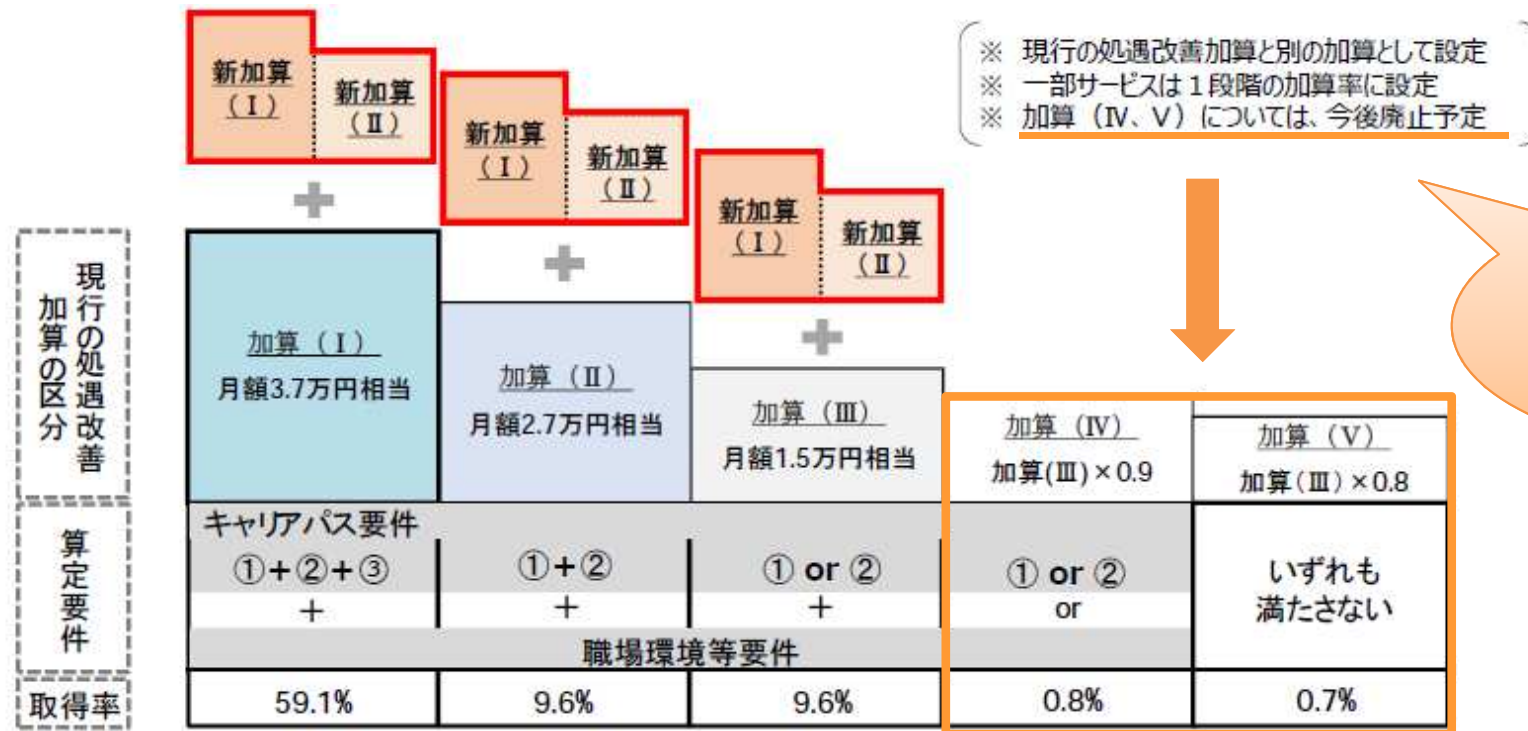 ※ 現行の処遇改善加算と別の加算として設定
※ 一部サービスは１段階の加算率に設定
※ 加算（Ⅳ、Ⅴ）については、今後廃止予定
新加算
（Ⅰ）
新加算
（Ⅱ）
新加算
（Ⅰ）
新加算
（Ⅱ）
新加算
（Ⅰ）
新加算
（Ⅱ）
現行の処遇改善
加算の区分
加算（Ⅰ）
月額3.7万円相当
加算（Ⅱ）
月額2.7万円相当
加算（Ⅲ）
月額1.5万円相当
加算（Ⅳ）
加算(Ⅲ)×0.9
加算（Ⅴ）
加算(Ⅲ)×0.8
算定要件
キャリアパス要件
①+②+③
①+②
① or ②
① or ②
いずれも
満たさない
+
+
+
or
職場環境等要件
取得率
59.1%
9.6%
9.6%
0.8%
0.7%